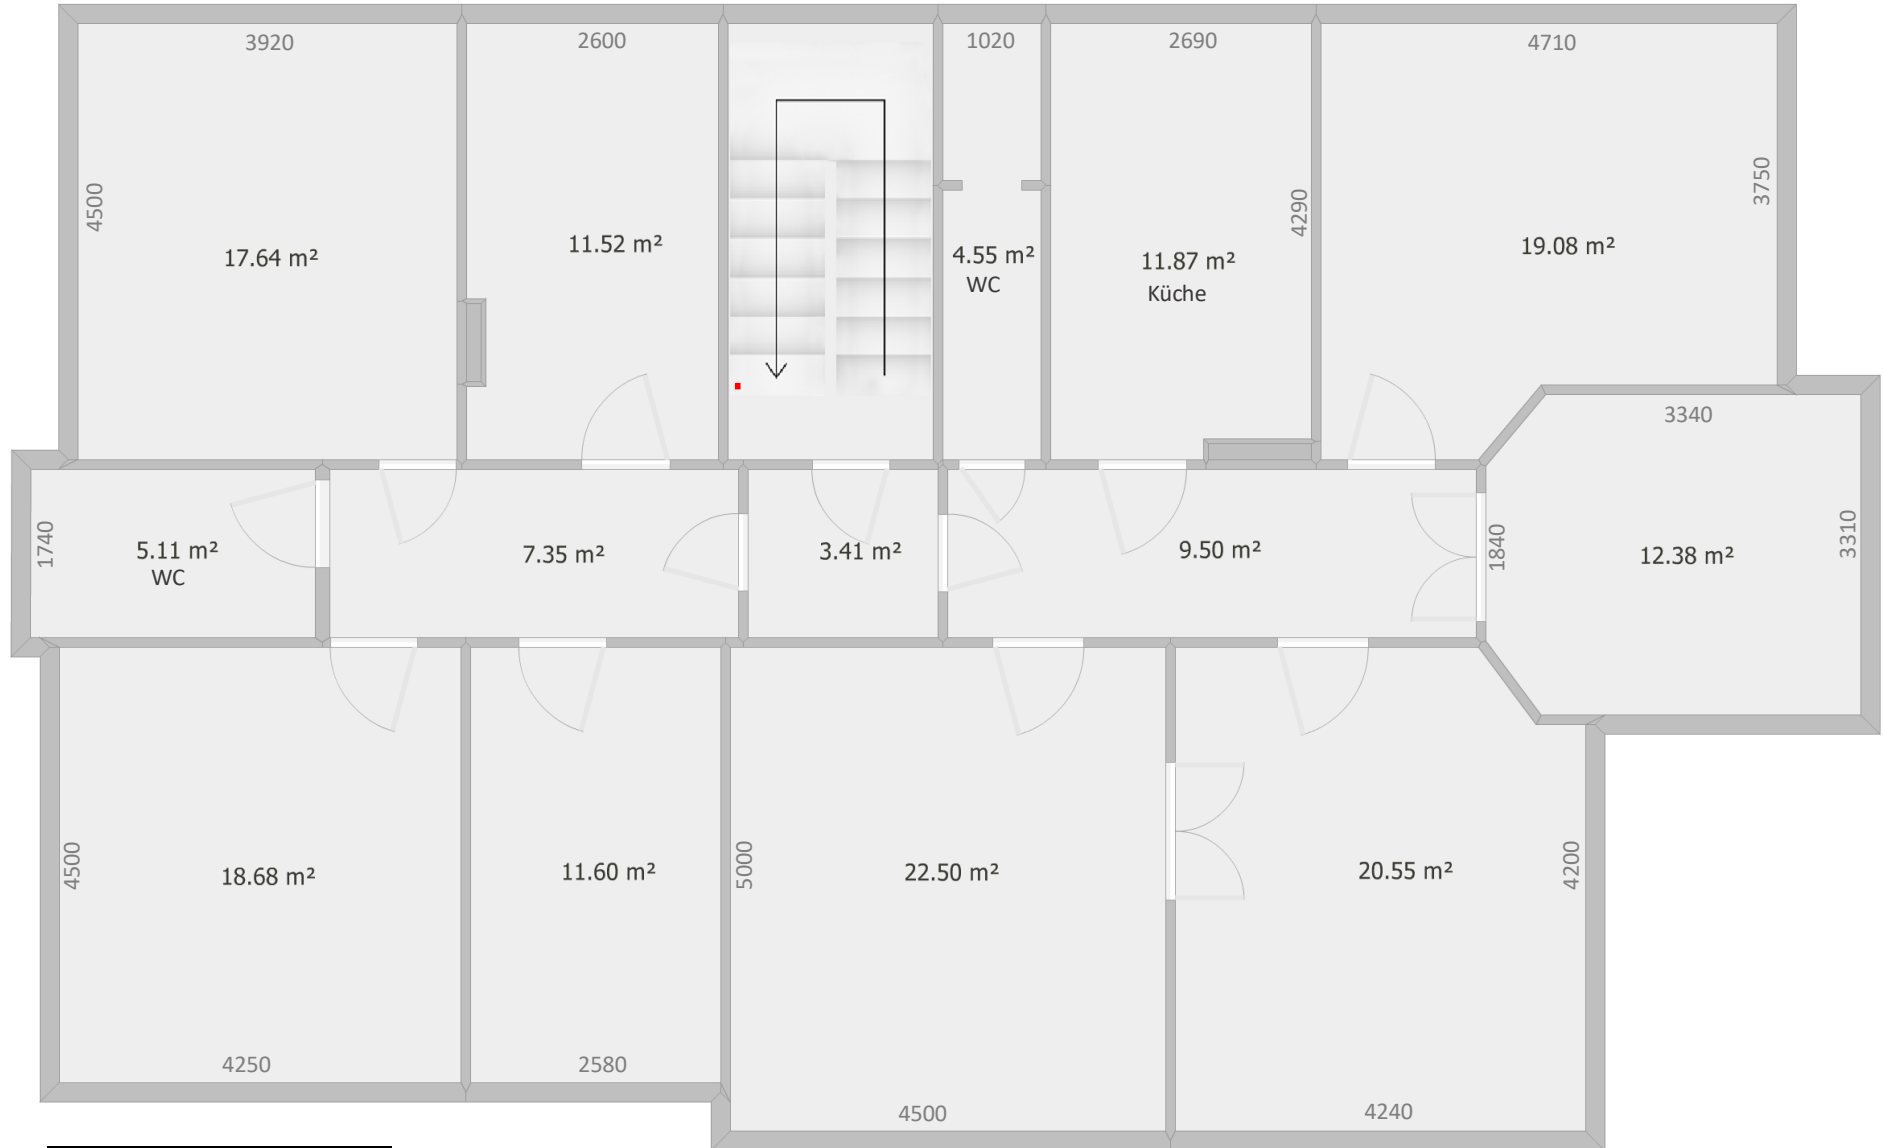 3920
2600
1020
2690
4710
4500
4290
3750
17.64 m²
11.52 m²
4.55 m²
WC
11.87 m²
Küche
19.08 m²
3340
1740
5.11 m²
WC
7.35 m²
3.41 m²
9.50 m²
1840
12.38 m²
3310
4500
18.68 m²
11.60 m²
5000
22.50 m²
20.55 m²
4200
4250
2580
4500
4240